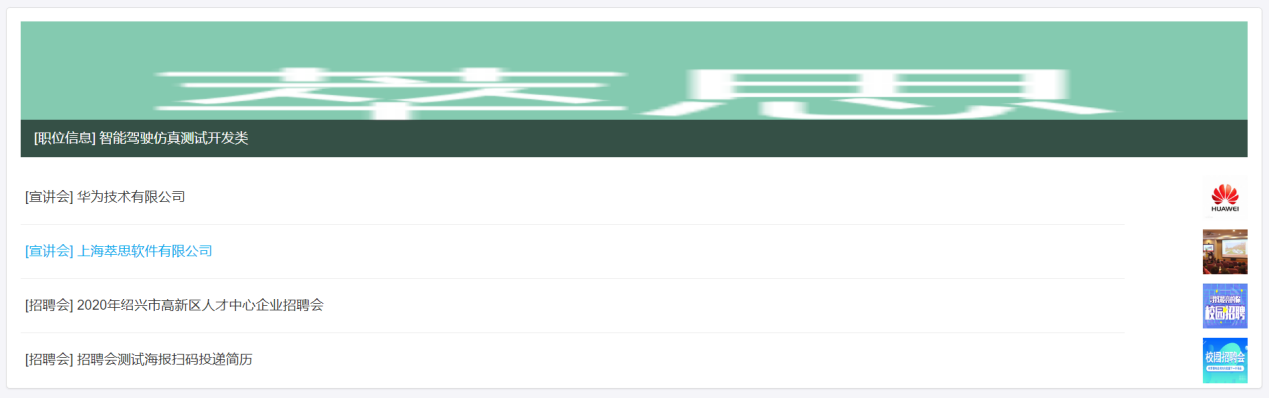 萃思
[职位信息] 智能驾驶仿真测试开发类
[宣讲会] 华为技术有限公司
HUAWEI
[宣讲会] 上海萃思软件有限公司
[招聘会] 2020年绍兴市高新区人才中心企业招聘会
校园招聘
[招聘会] 招聘会测试海报扫码投递简历
校园招聘会